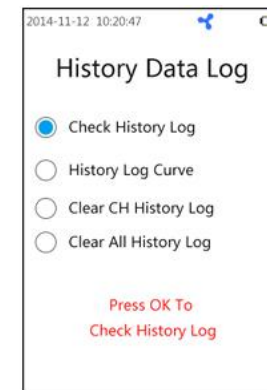 2014-11-12 10:20:47
History Data Log
Check History Log
History Log Curve
Clear CH History Log
Clear All History Log
Press OK To
Check History Log